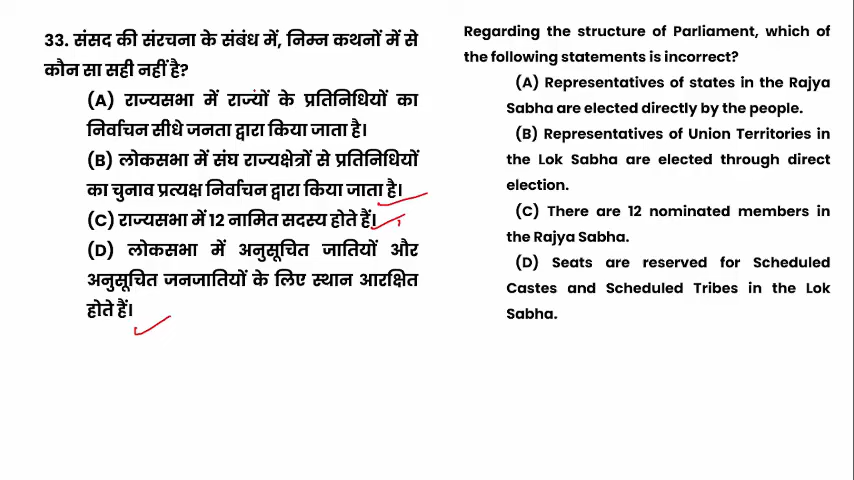 33. संसद की संरचना के संबंध में, निम्न कथनों में से
कौन सा सही नहीं है?
(A) राज्यसभा में राज्यों के प्रतिनिधियों का
निर्वाचन सीधे जनता द्वारा किया जाता है।
(B) लोकसभा में संघ राज्यक्षेत्रों से प्रतिनिधियों
का चुनाव प्रत्यक्ष निर्वाचन द्वारा किया जाता है।
(C) राज्यसभा में 12 नामित सदस्य होते हैं।
(D) लोकसभा में अनुसूचित जातियों और
अनुसूचित जनजातियों के लिए स्थान आरक्षित
होते हैं।
Regarding the structure of Parliament, which of
the following statements is incorrect?
(A) Representatives of states in the Rajya
Sabha are elected directly by the people.
(B) Representatives of Union Territories in
the Lok Sabha are elected through direct
election.
(C) There are 12 nominated members in
the Rajya Sabha.
(D) Seats are reserved for Scheduled
Castes and Scheduled Tribes in the Lok
Sabha.